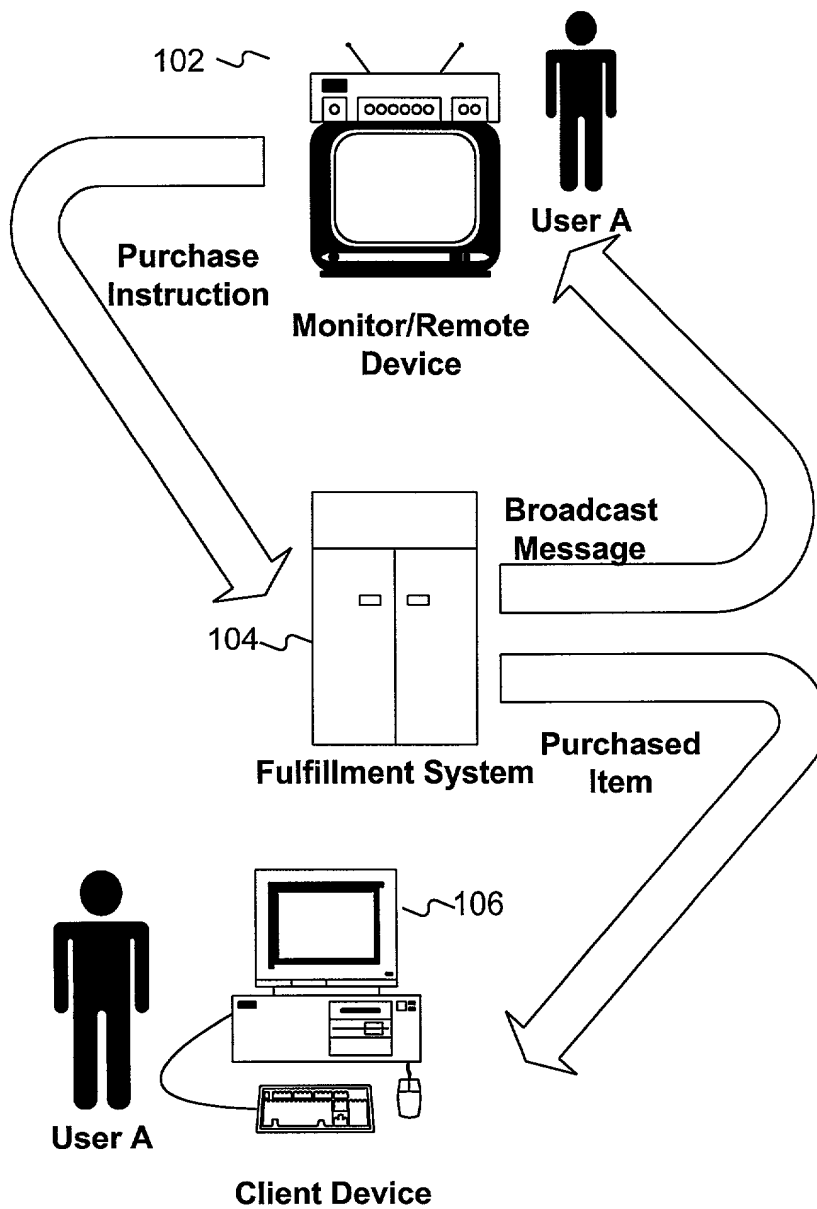 102
User A
Purchase
Instruction
Monitor/Remote
Device
Broadcast
Message
104
Fulfillment System
Purchased
Item
106
User A
Client Device